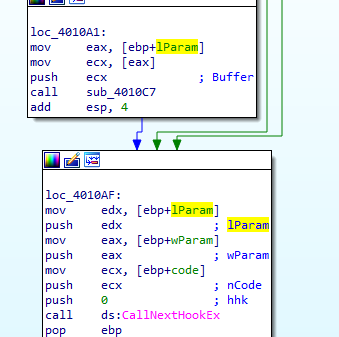 loc_4010A1:
mov eax, [ebp+lParam]
mov ecx, [eax]
push ecx ; Buffer
call sub_4010C7
add esp, 4
loc_4010AF:
mov edx, [ebp+lParam]
push edx ; lParam
mov eax, [ebp+wParam]
push eax ; wParam
mov ecx, [ebp+code]
push ecx ; nCode
push 0 ; hhk
call ds:CallNextHookEx
pop ebp